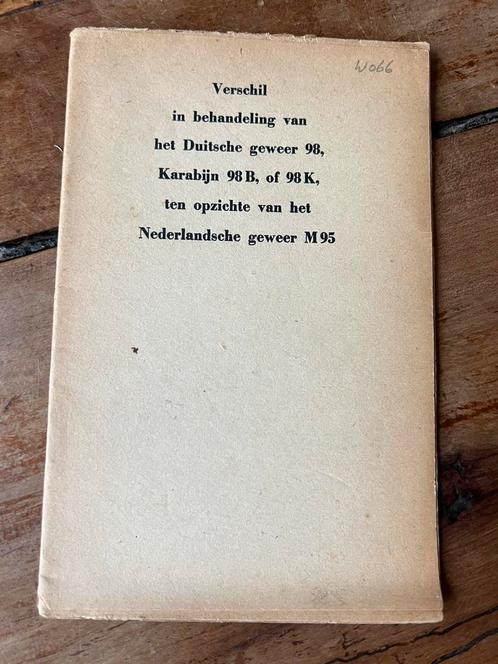 W066
Verschil
in behandeling van
het Duitsche geweer 98,
Karabijn 98 B, of 98 K,
ten opzichte van het
Nederlandsche geweer M 95